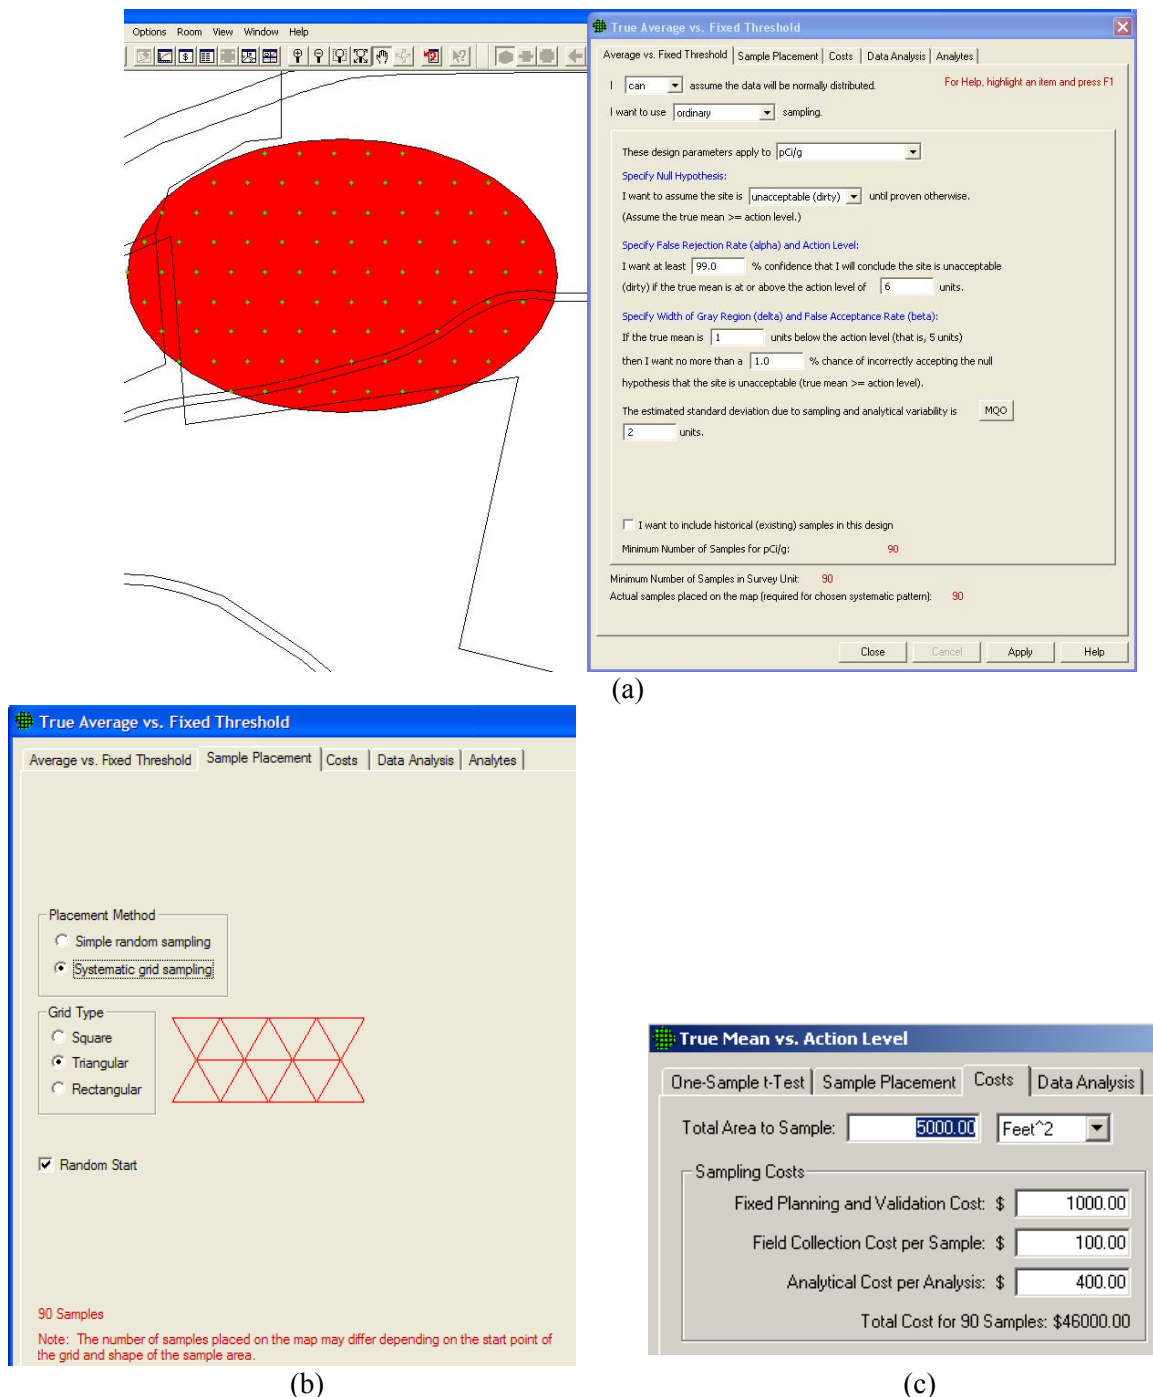 Options Room View Window Help
True Average vs. Fixed Threshold
Average vs. Fixed Threshold Sample Placement Costs Data Analysis Analytes
I can assume the data will be normally distributed. For Help, highlight an item and press F1
I want to use ordinary sampling.
These design parameters apply to pCi/g
Specify Null Hypothesis:
I want to assume the site is unacceptable (dirty) until proven otherwise.
(Assume the true mean >= action level.)
Specify False Rejection Rate (alpha) and Action Level:
I want at least 99.0 % confidence that I will conclude the site is unacceptable
(dirty) if the true mean is at or above the action level of 6 units.
Specify Width of Gray Region (delta) and False Acceptance Rate (beta):
If the true mean is 1 units below the action level (that is, 5 units)
then I want no more than a 1.0 % chance of incorrectly accepting the null
hypothesis that the site is unacceptable (true mean >= action level).
The estimated standard deviation due to sampling and analytical variability is MQO
2 units.
I want to include historical (existing) samples in this design
Minimum Number of Samples for pCi/g: 90
Minimum Number of Samples in Survey Unit: 90
Actual samples placed on the map (required for chosen systematic pattern): 90
Close Cancel Apply Help
(a)
True Average vs. Fixed Threshold
Average vs. Fixed Threshold Sample Placement Costs Data Analysis Analytes
Placement Method
Simple random sampling
Systematic grid sampling
Grid Type
Square
Triangular
Rectangular
Random Start
90 Samples
Note: The number of samples placed on the map may differ depending on the start point of
the grid and shape of the sample area.
(b)
True Mean vs. Action Level
One-Sample t-Test Sample Placement Costs Data Analysis
Total Area to Sample: 5000.00 Feet^2
Sampling Costs
Fixed Planning and Validation Cost: $ 1000.00
Field Collection Cost per Sample: $ 100.00
Analytical Cost per Analysis: $ 400.00
Total Cost for 90 Samples: $46000.00
(c)